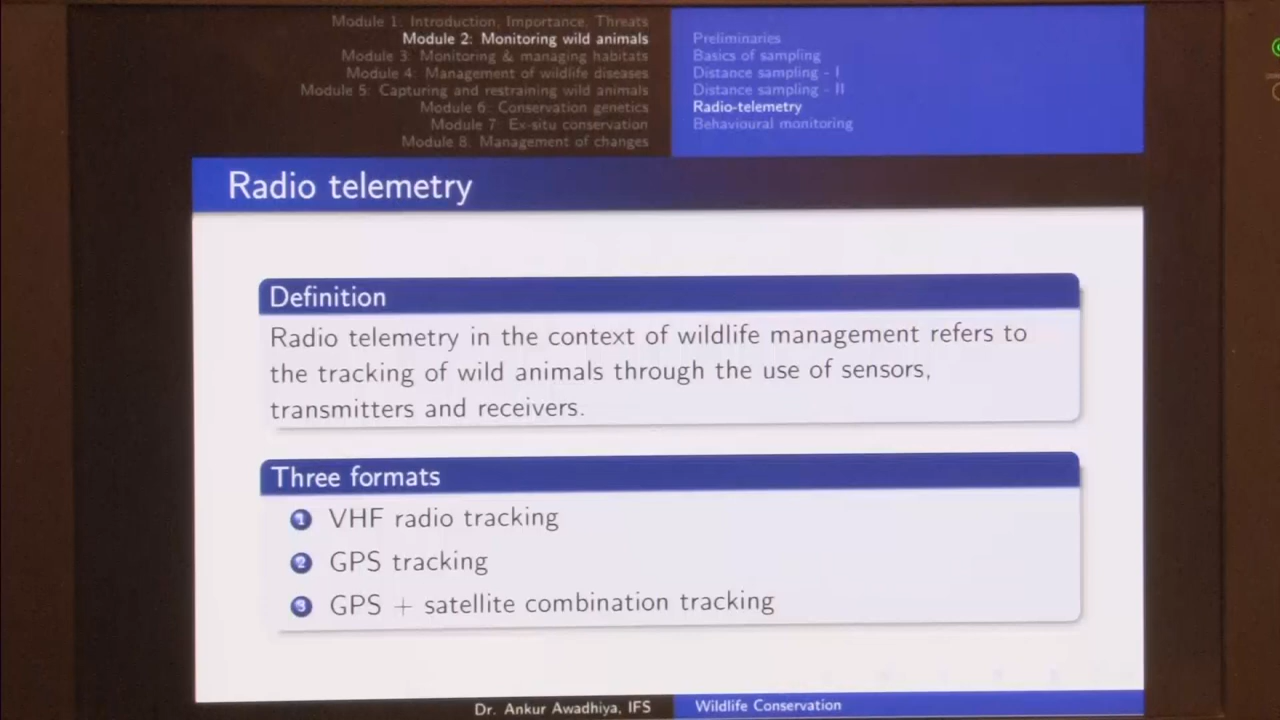 Module 1. Introduction, Importance, Threats
Module 2: Monitoring wild animals
Module 3: Monitoring & managing habitats
Module 4: Management of wildlife diseases
Module 5: Capturing and restraining wild animals
Module 6: Conservation genetics
Module 7: Ex-situ conservation
Module 8. Management of changes
Preliminaries
Basics of sampling
Distance sampling - I
Distance sampling - II
Radio-telemetry
Behavioural monitoring
Radio telemetry
Definition
Radio telemetry in the context of wildlife management refers to
the tracking of wild animals through the use of sensors,
transmitters and receivers.
Three formats
1 VHF radio tracking
2 GPS tracking
3 GPS + satellite combination tracking
Dr. Ankur Awadhiya, IFS
Wildlife Conservation